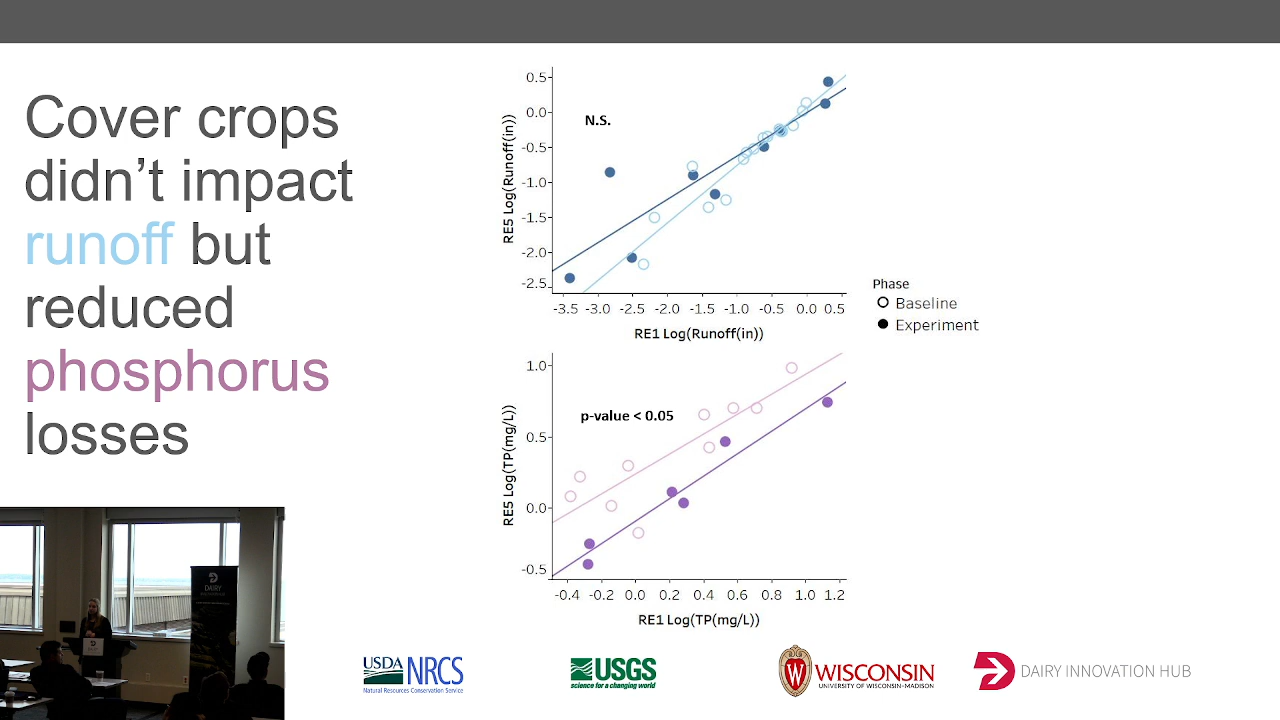 Cover crops
didn't impact
runoff but
reduced
phosphorus
losses
0.5
0.0
-0.5
-1.0
-1.5
-2.0
-2.5
RE5 Log(Runoff(in))
N.S.
-3.5 -3.0 -2.5 -2.0 -1.5 -1.0 -0.5 0.0 0.5
RE1 Log(Runoff(in))
Phase
Baseline
Experiment
1.0
0.5
0.0
-0.5
RE5 Log(TP(mg/L))
p-value < 0.05
-0.4 -0.2 0.0 0.2 0.4 0.6 0.8 1.0 1.2
RE1 Log(TP(mg/L))
DAIRY
USDA NRCS
Natural Resources Conservation Service
USGS
science for a changing world
W
WISCONSIN
UNIVERSITY OF WISCONSIN-MADISON
DAIRY INNOVATION HUB